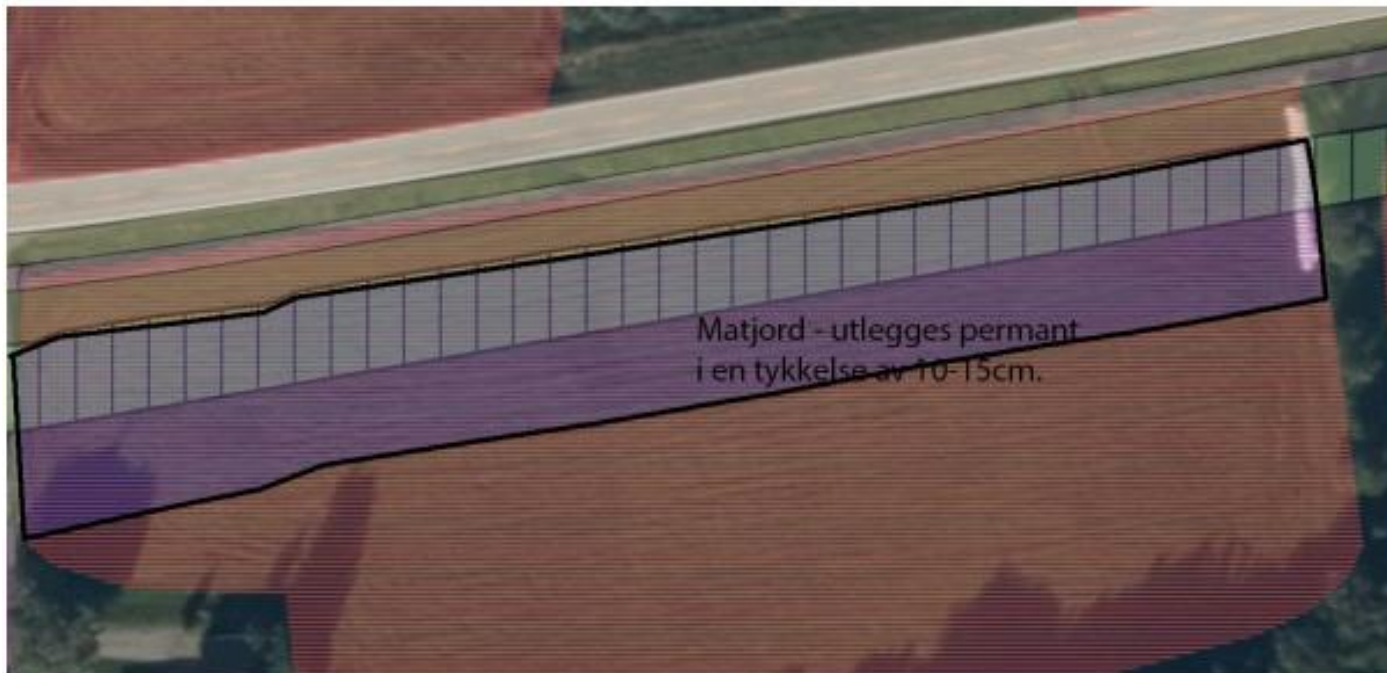 Matjord - utlegges permant
i en tykkelse av 10-15cm.